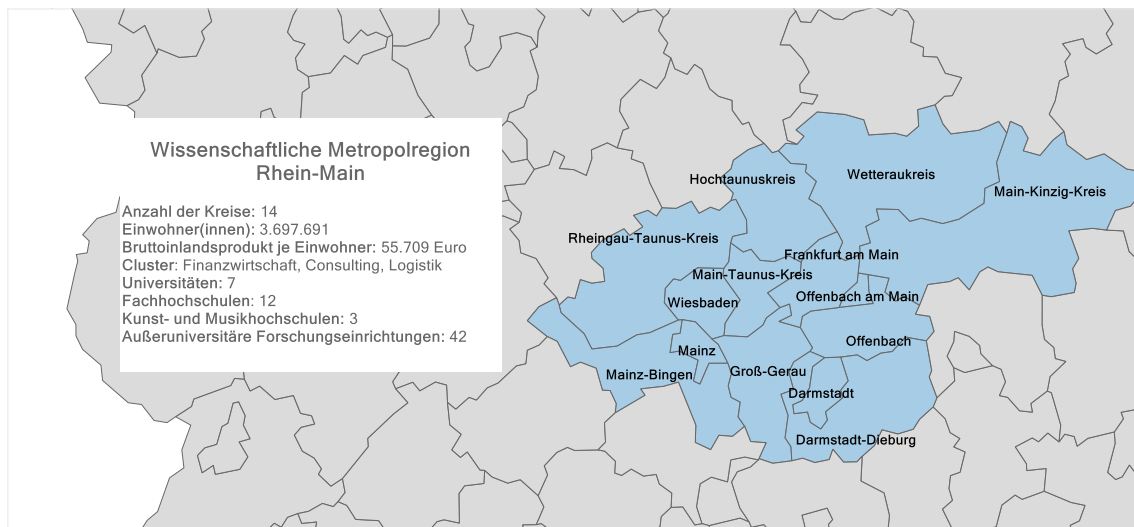 Wissenschaftliche Metropolregion
Rhein-Main
Anzahl der Kreise: 14
Einwohner(innen): 3.697.691
Bruttoinlandsprodukt je Einwohner: 55.709 Euro
Cluster: Finanzwirtschaft, Consulting, Logistik
Universitäten: 7
Fachhochschulen: 12
Kunst- und Musikhochschulen: 3
Außeruniversitäre Forschungseinrichtungen: 42
Hochtaunuskreis
Wetteraukreis
Main-Kinzig-Kreis
Rheingau-Taunus-Kreis
Frankfurt am Main
Main-Taunus-Kreis
Wiesbaden
Offenbach am Main
Offenbach
Mainz
Mainz-Bingen
Groß-Gerau
Darmstadt
Darmstadt-Dieburg